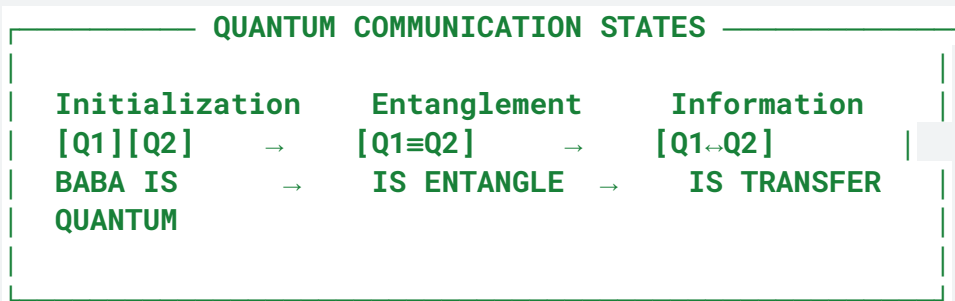 QUANTUM COMMUNICATION STATES
Initialization Entanglement Information
[Q1][Q2] → [Q1≡Q2] → [Q1↔Q2]
BABA IS → IS ENTANGLE → IS TRANSFER
QUANTUM